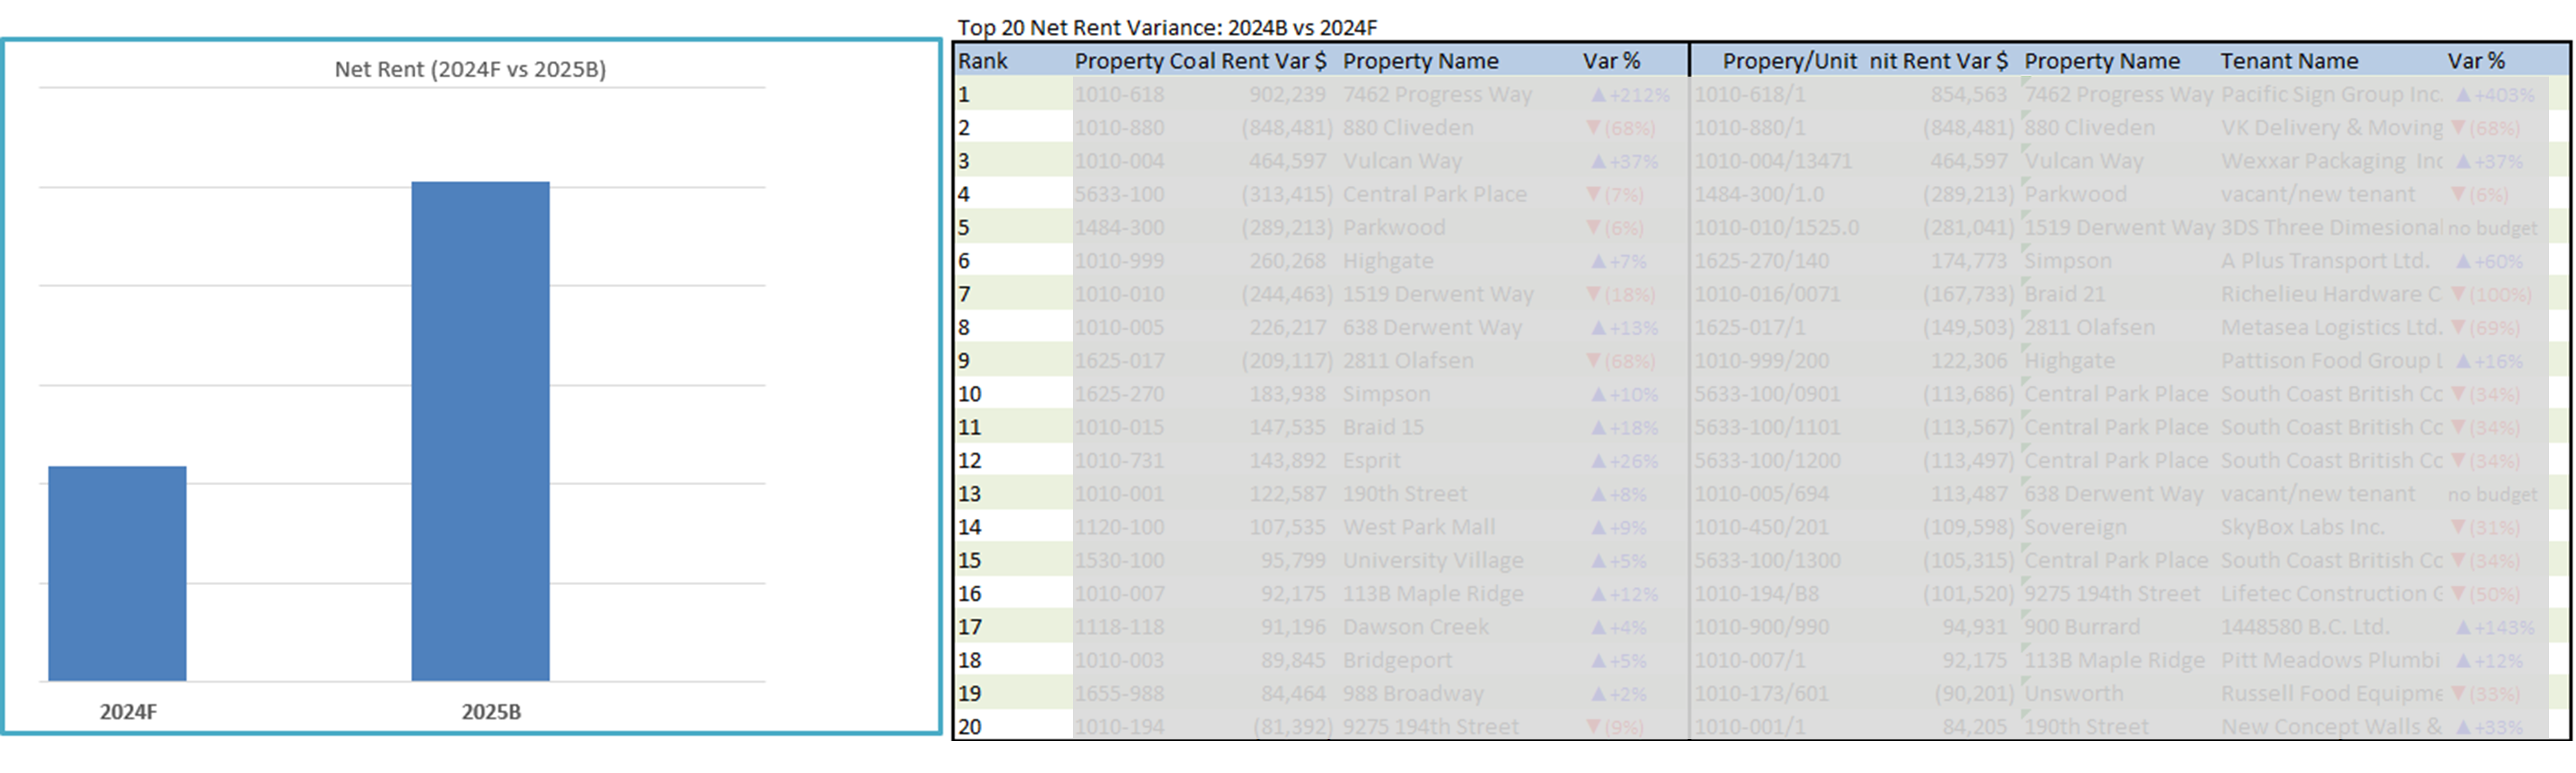 Top 20 Net Rent Variance: 2024B vs 2024F
Net Rent (2024F vs 2025B)
2024F 2025B
Rank Property Co al Rent Var $ Property Name Var % Propery/Unit nit Rent Var $ Property Name Tenant Name Var %
1 1010-618 902,239 7462 Progress Way ▲+212% 1010-618/1 854,563 7462 Progress Way Pacific Sign Group Inc. ▲+403%
2 1010-880 (848,481) 880 Cliveden ▼(68%) 1010-880/1 (848,481) 880 Cliveden VK Delivery & Moving ▼(68%)
3 1010-004 464,597 Vulcan Way ▲+37% 1010-004/13471 464,597 Vulcan Way Wexxar Packaging Inc ▲+37%
4 5633-100 (313,415) Central Park Place ▼(7%) 1484-300/1.0 (289,213) Parkwood vacant/new tenant ▼(6%)
5 1484-300 (289,213) Parkwood ▼(6%) 1010-010/1525.0 (281,041) 1519 Derwent Way 3DS Three Dimesional no budget
6 1010-999 260,268 Highgate ▲+7% 1625-270/140 174,773 Simpson A Plus Transport Ltd. ▲+60%
7 1010-010 (244,463) 1519 Derwent Way ▼(18%) 1010-016/0071 (167,733) Braid 21 Richelieu Hardware C ▼(100%)
8 1010-005 226,217 638 Derwent Way ▲+13% 1625-017/1 (149,503) 2811 Olafsen Metasea Logistics Ltd. ▼(69%)
9 1625-017 (209,117) 2811 Olafsen ▼(68%) 1010-999/200 122,306 Highgate Pattison Food Group L ▲+16%
10 1625-270 183,938 Simpson ▲+10% 5633-100/0901 (113,686) Central Park Place South Coast British Cc ▼(34%)
11 1010-015 147,535 Braid 15 ▲+18% 5633-100/1101 (113,567) Central Park Place South Coast British Cc ▼(34%)
12 1010-731 143,892 Esprit ▲+26% 5633-100/1200 (113,497) Central Park Place South Coast British Cc ▼(34%)
13 1010-001 122,587 190th Street ▲+8% 1010-005/694 113,487 638 Derwent Way vacant/new tenant no budget
14 1120-100 107,535 West Park Mall ▲+9% 1010-450/201 (109,598) Sovereign SkyBox Labs Inc. ▼(31%)
15 1530-100 95,799 University Village ▲+5% 5633-100/1300 (105,315) Central Park Place South Coast British Cc ▼(34%)
16 1010-007 92,175 113B Maple Ridge ▲+12% 1010-194/B8 (101,520) 9275 194th Street Lifetec Construction G ▼(50%)
17 1118-118 91,196 Dawson Creek ▲+4% 1010-900/990 94,931 900 Burrard 1448580 B.C. Ltd. ▲+143%
18 1010-003 89,845 Bridgeport ▲+5% 1010-007/1 92,175 113B Maple Ridge Pitt Meadows Plumbi ▲+12%
19 1655-988 84,464 988 Broadway ▲+2% 1010-173/601 (90,201) Unsworth Russell Food Equipme ▼(33%)
20 1010-194 (81,392) 9275 194th Street ▼(9%) 1010-001/1 84,205 190th Street New Concept Walls & ▲+33%